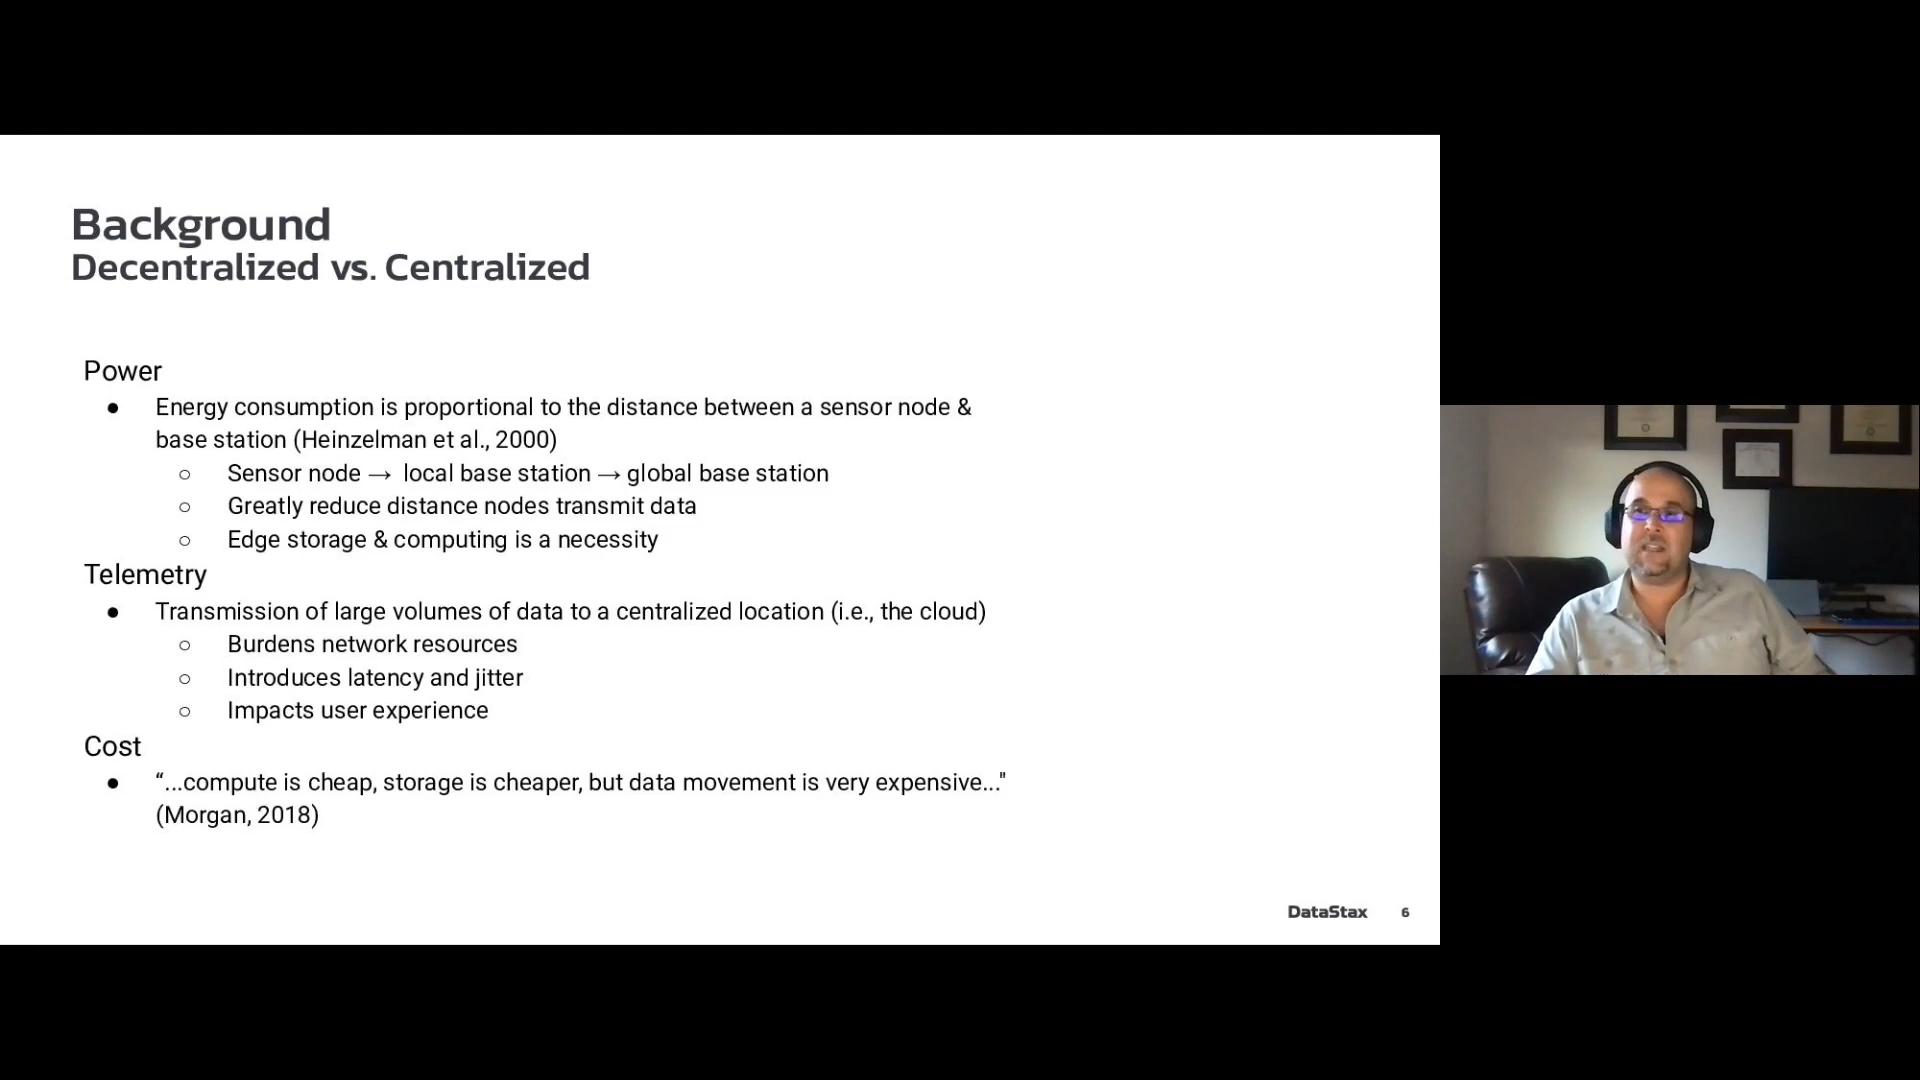 Background
Decentralized vs. Centralized
Power
● Energy consumption is proportional to the distance between a sensor node &
base station (Heinzelman et al., 2000)
○ Sensor node → local base station → global base station
○ Greatly reduce distance nodes transmit data
○ Edge storage & computing is a necessity
Telemetry
● Transmission of large volumes of data to a centralized location (i.e., the cloud)
○ Burdens network resources
○ Introduces latency and jitter
○ Impacts user experience
Cost
● “...compute is cheap, storage is cheaper, but data movement is very expensive..."
(Morgan, 2018)
DataStax 6